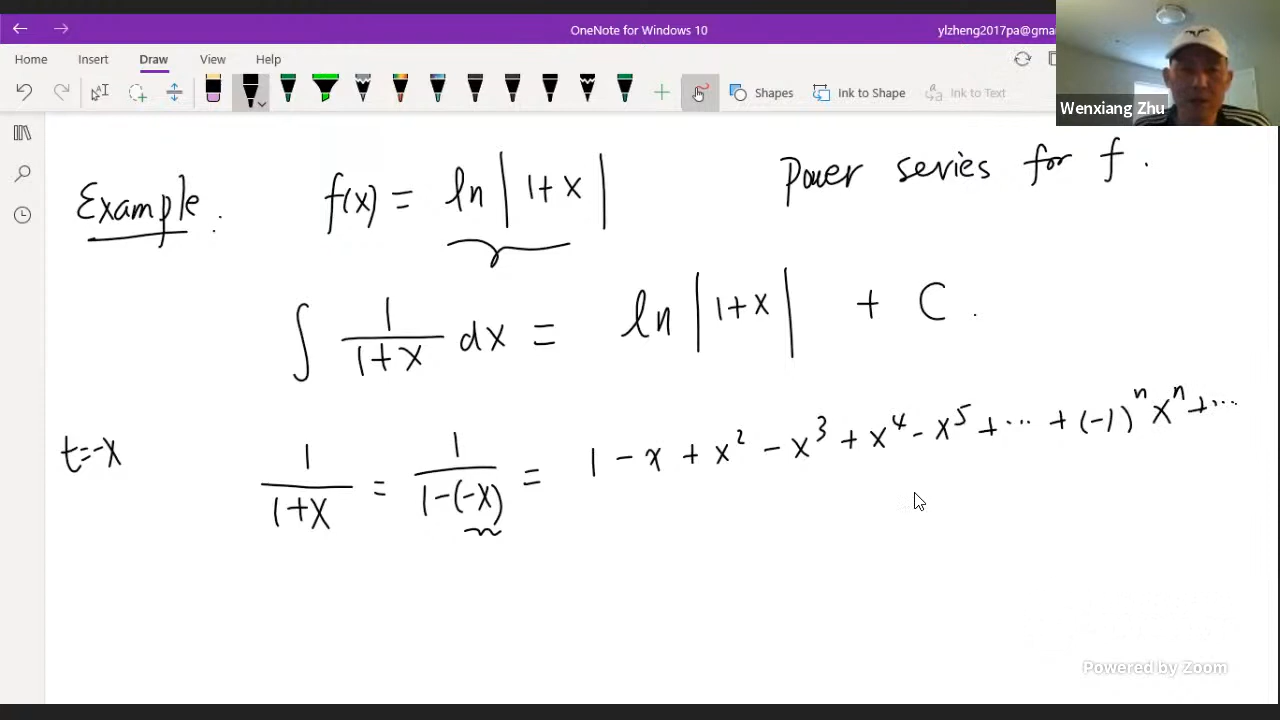 OneNote for Windows 10
ylzheng2017pa@gma
Home Insert Draw View Help
Shapes Ink to Shape Ink to Text
Wenxiang Zhu
Example. f(x) = ln|1+x| Power series for f.
∫ 1/(1+x) dx = ln|1+x| + C.
t=-x 1/(1+x) = 1/(1-(-x)) = 1 - x + x² - x³ + x⁴ - x⁵ + ⋯ + (-1)ⁿ xⁿ + ⋯
Powered by Zoom